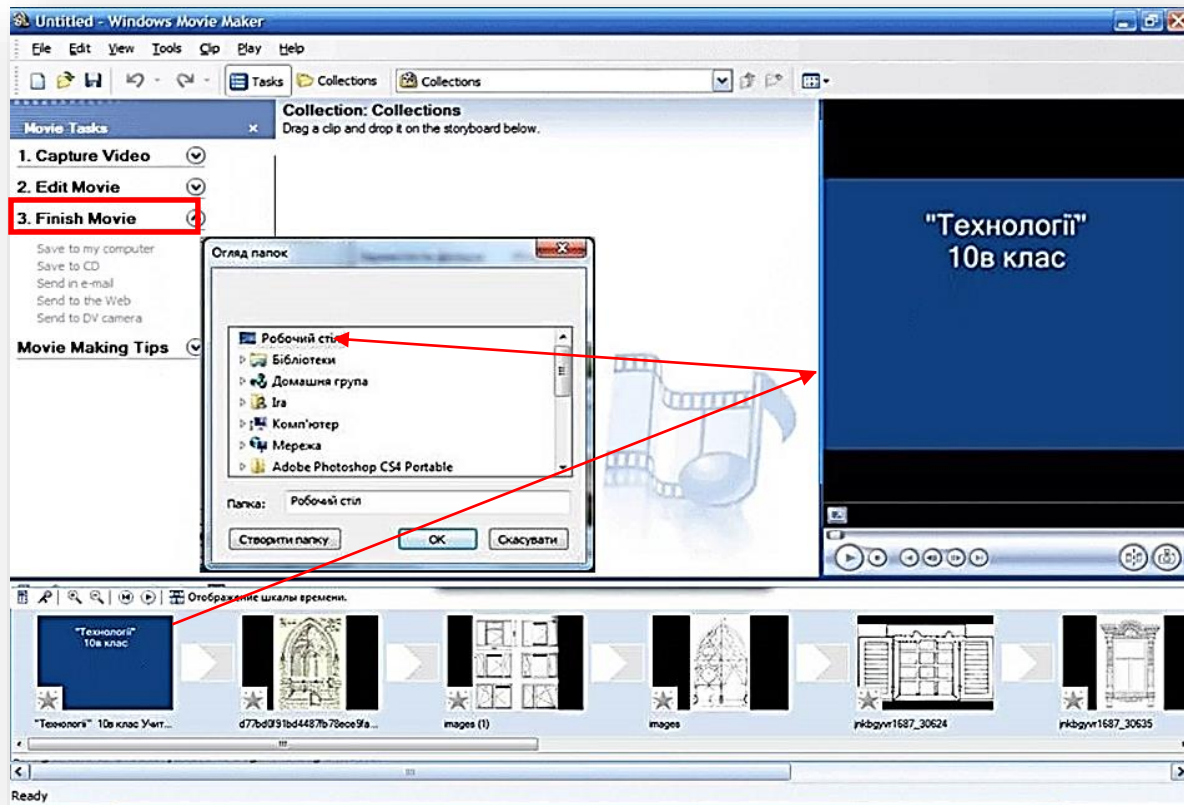 Untitled - Windows Movie Maker
File Edit View Tools Clip Play Help
Tasks Collections Collections
Movie Tasks
Collection: Collections
Drag a clip and drop it on the storyboard below.
1. Capture Video
2. Edit Movie
3. Finish Movie
Save to my computer
Save to CD
Send in e-mail
Send to the Web
Send to DV camera
Movie Making Tips
Огляд папок
Робочий стіл
Бібліотеки
Домашня група
Ira
Комп'ютер
Мережа
Adobe Photoshop CS4 Portable
Папка: Робочий стіл
Створити папку ОК Скасувати
"Технології"
10в клас
Отображение шкалы времени.
"Технології"
10в клас
"Технології" 10в клас Учит...
images (1)
images
jnkbgyvr1687_30624
jnkbgyvr1687_30635
Ready